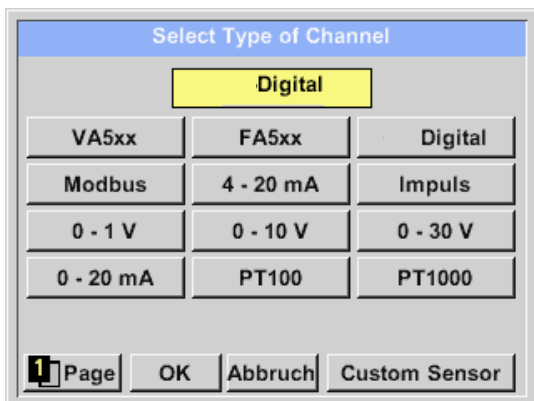 Select Type of Channel
Digital
VA5xx FA5xx Digital
Modbus 4 - 20 mA Impuls
0 - 1 V 0 - 10 V 0 - 30 V
0 - 20 mA PT100 PT1000
1 Page OK Abbruch Custom Sensor